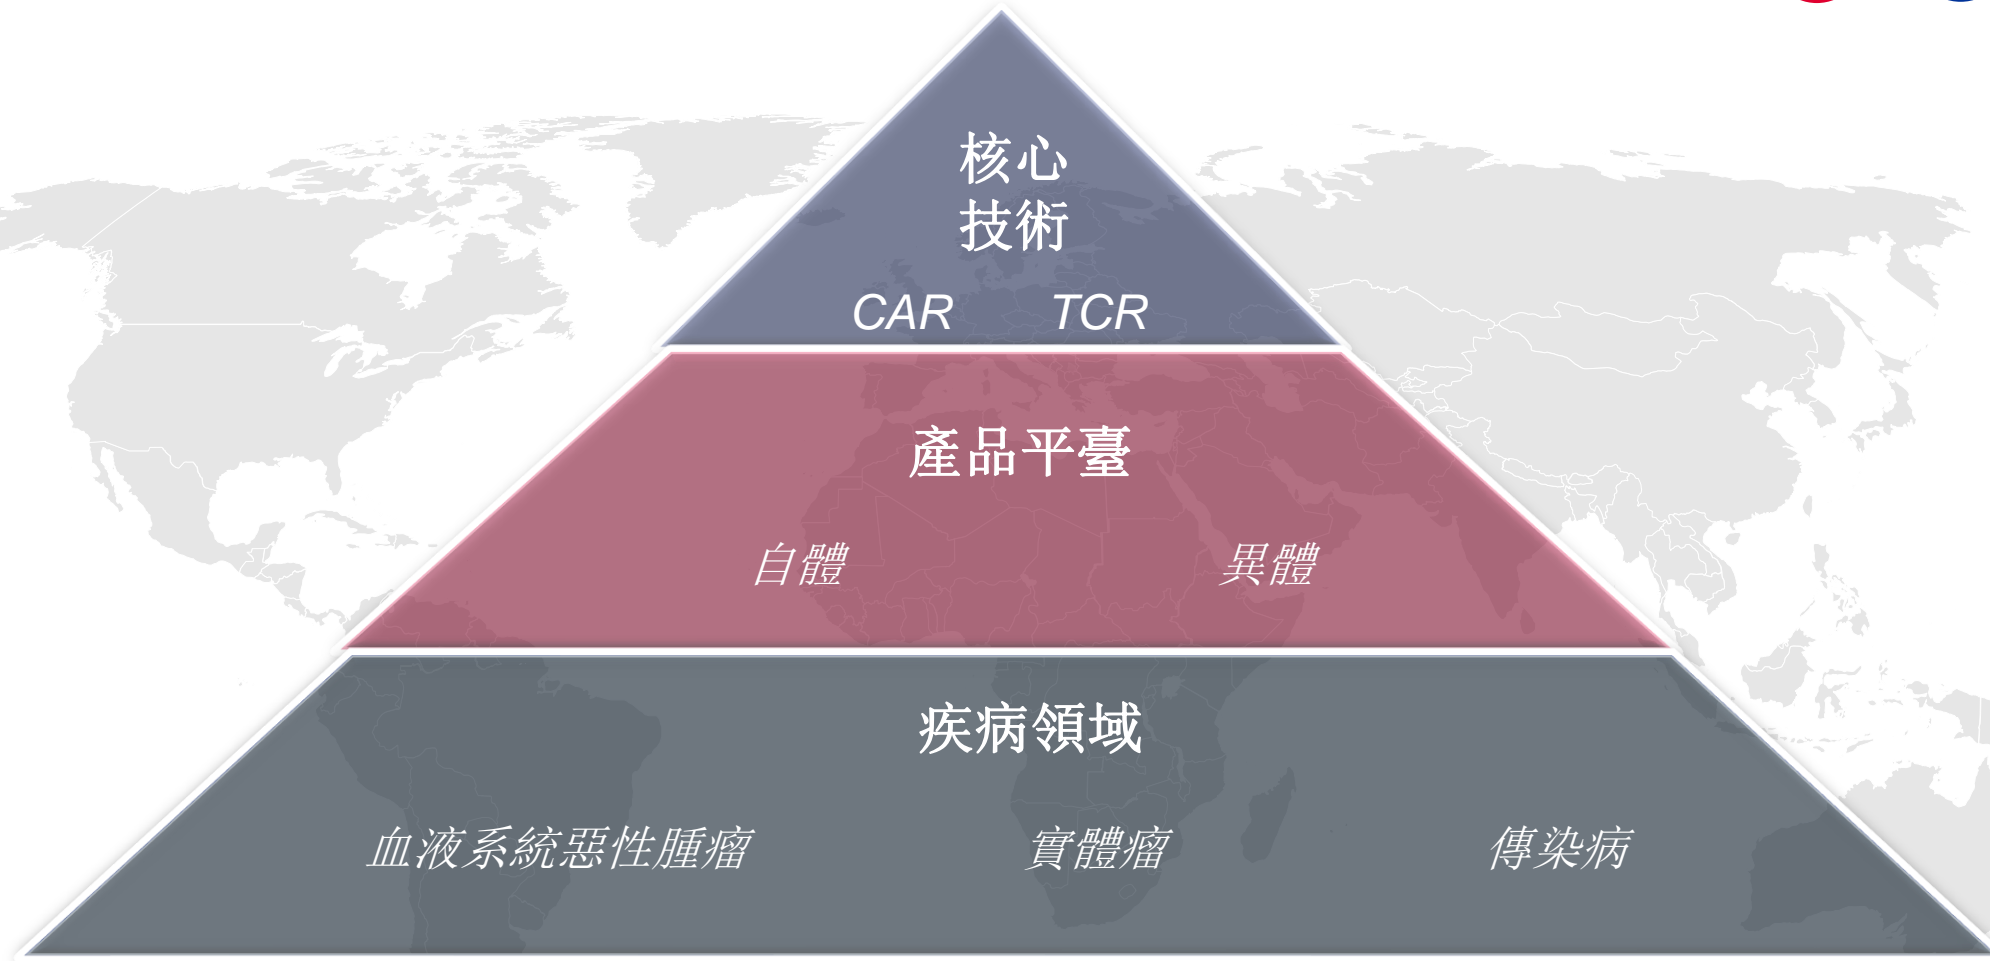 核心
技術
CAR TCR
產品平臺
自體 異體
疾病領域
血液系統惡性腫瘤 實體瘤 傳染病